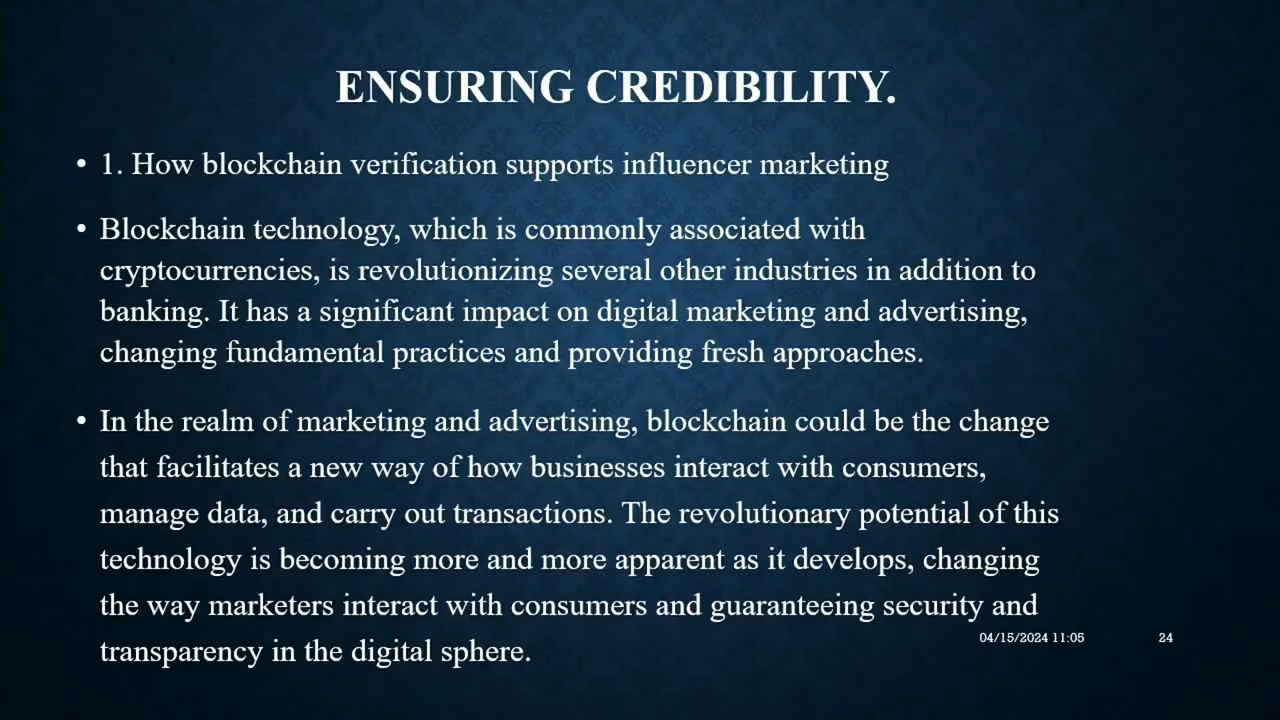 ENSURING CREDIBILITY.
• 1. How blockchain verification supports influencer marketing
• Blockchain technology, which is commonly associated with
cryptocurrencies, is revolutionizing several other industries in addition to
banking. It has a significant impact on digital marketing and advertising,
changing fundamental practices and providing fresh approaches.
• In the realm of marketing and advertising, blockchain could be the change
that facilitates a new way of how businesses interact with consumers,
manage data, and carry out transactions. The revolutionary potential of this
technology is becoming more and more apparent as it develops, changing
the way marketers interact with consumers and guaranteeing security and
transparency in the digital sphere.
04/15/2024 11:05 24